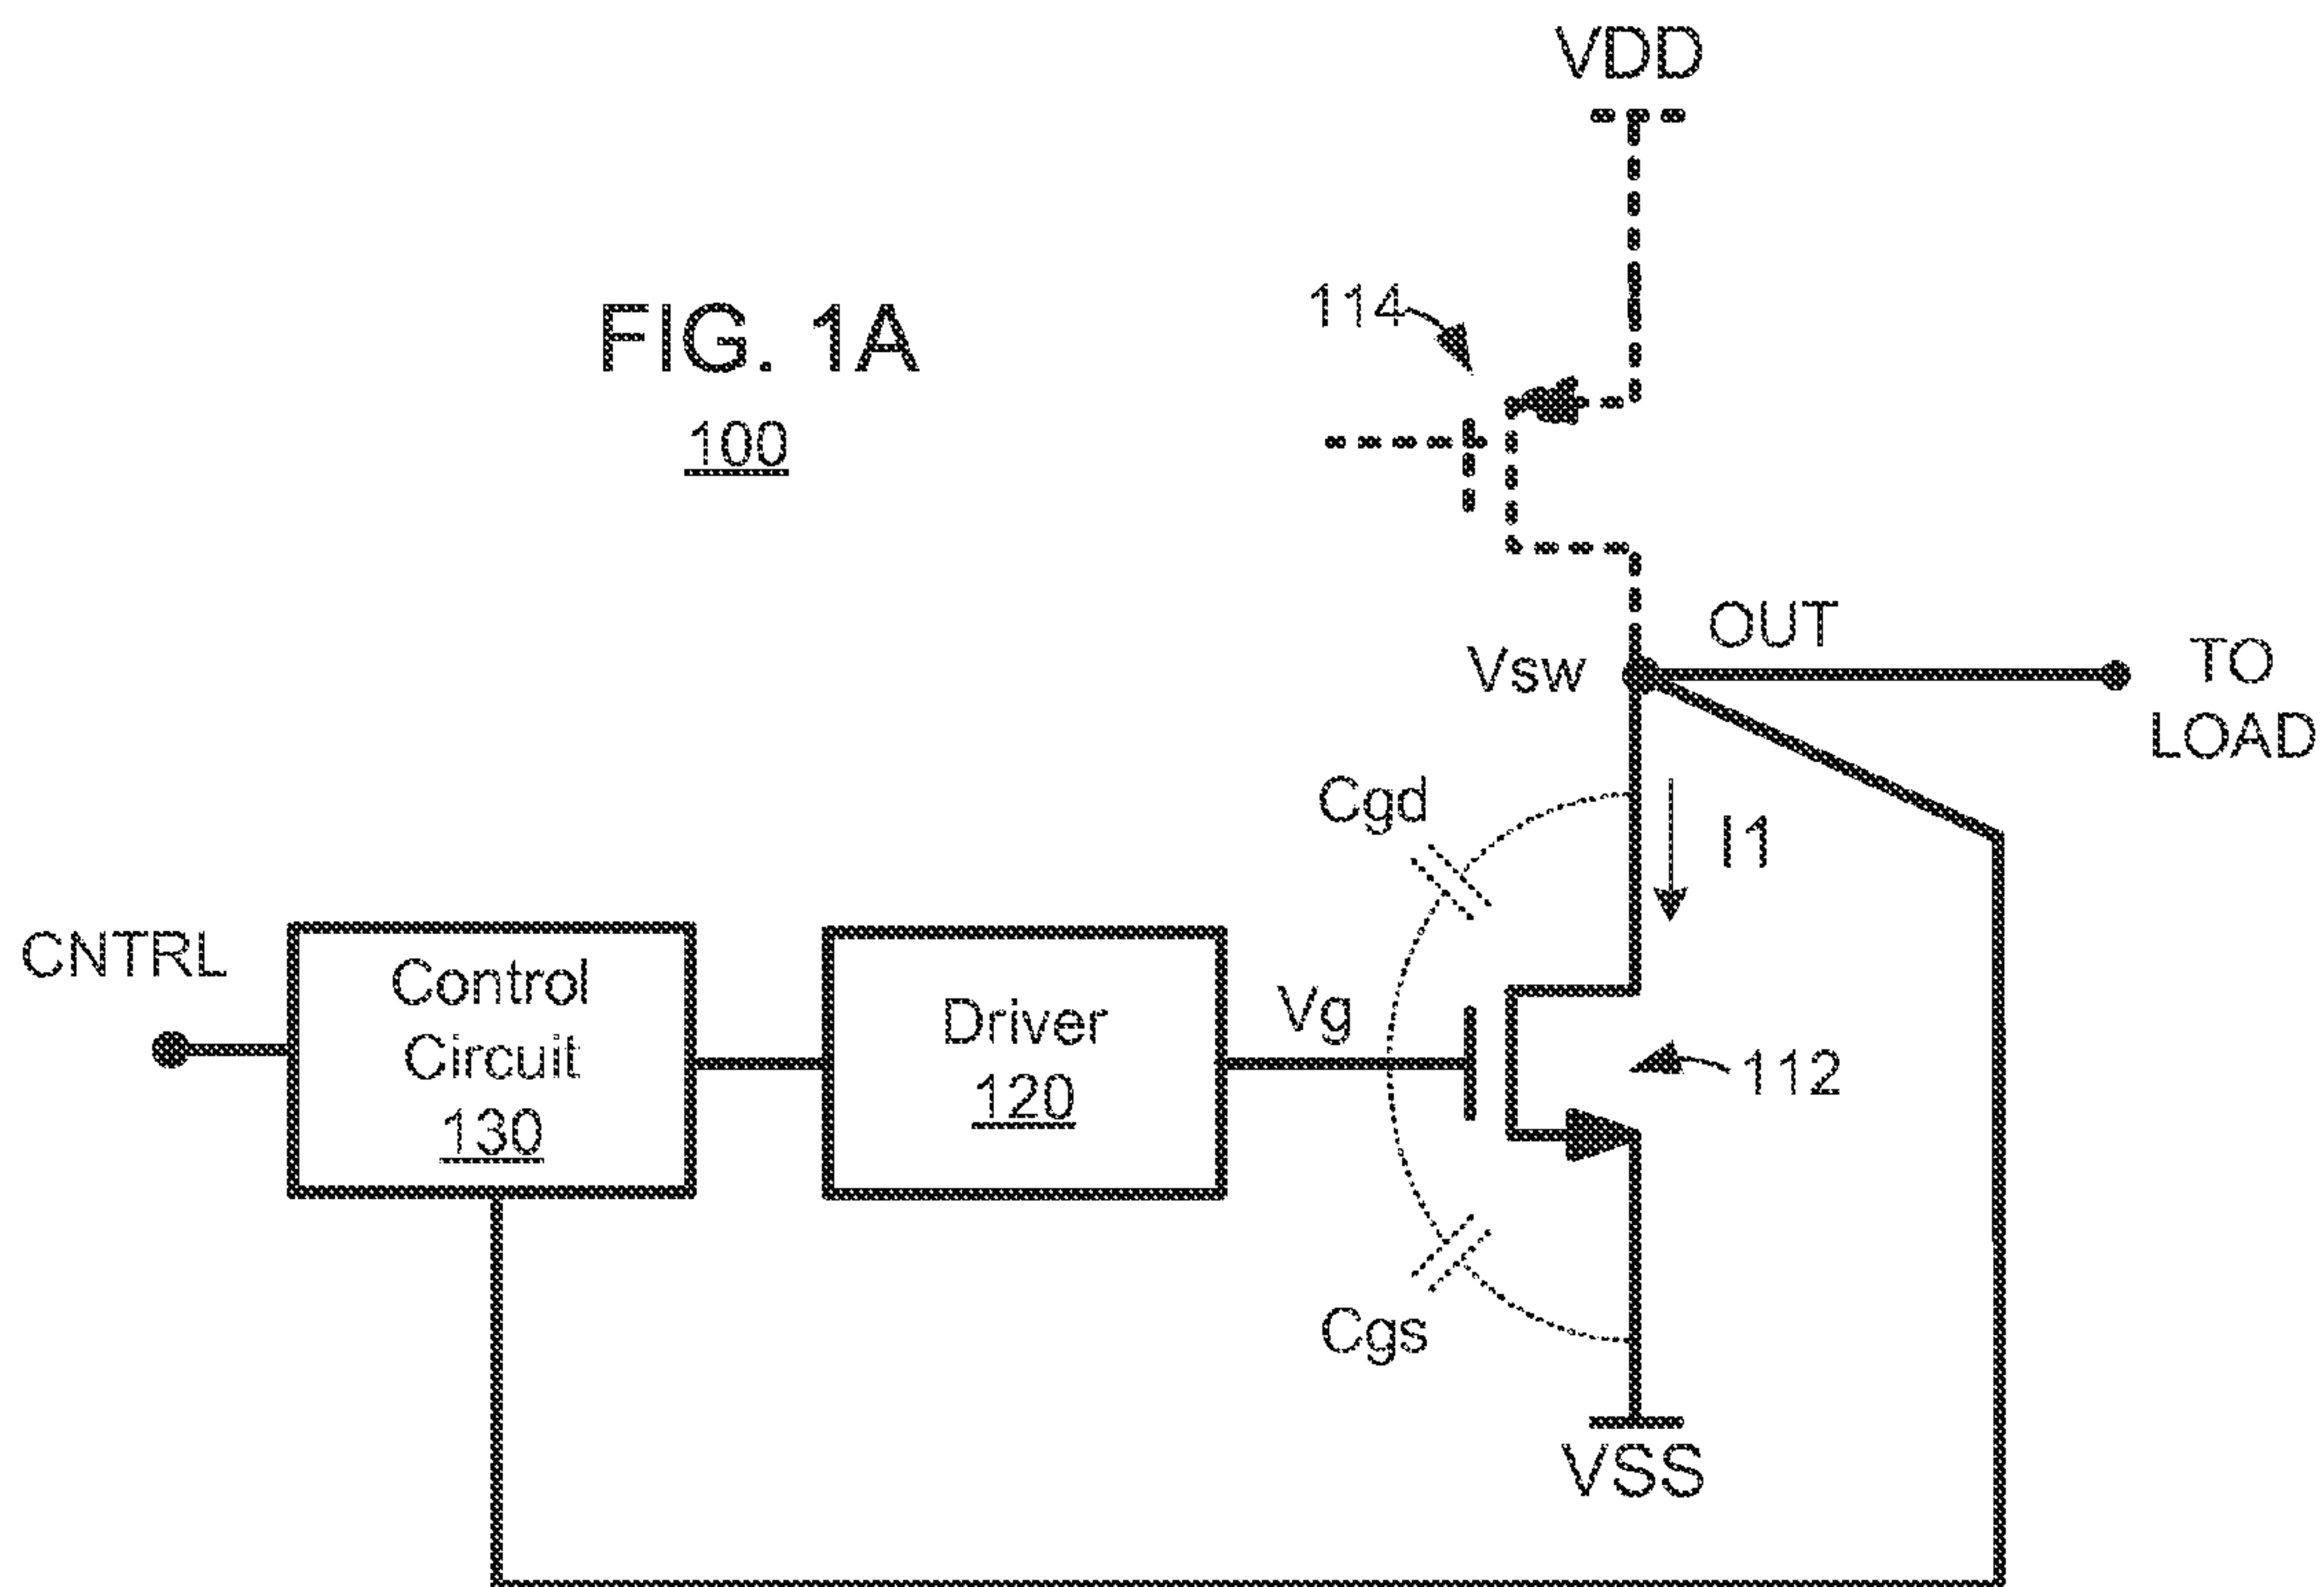 VDD
FIG. 1A
100
114
OUT
Vsw
TO
LOAD
Cgd
I1
CNTRL
Control
Circuit
130
Driver
120
Vg
112
Cgs
VSS